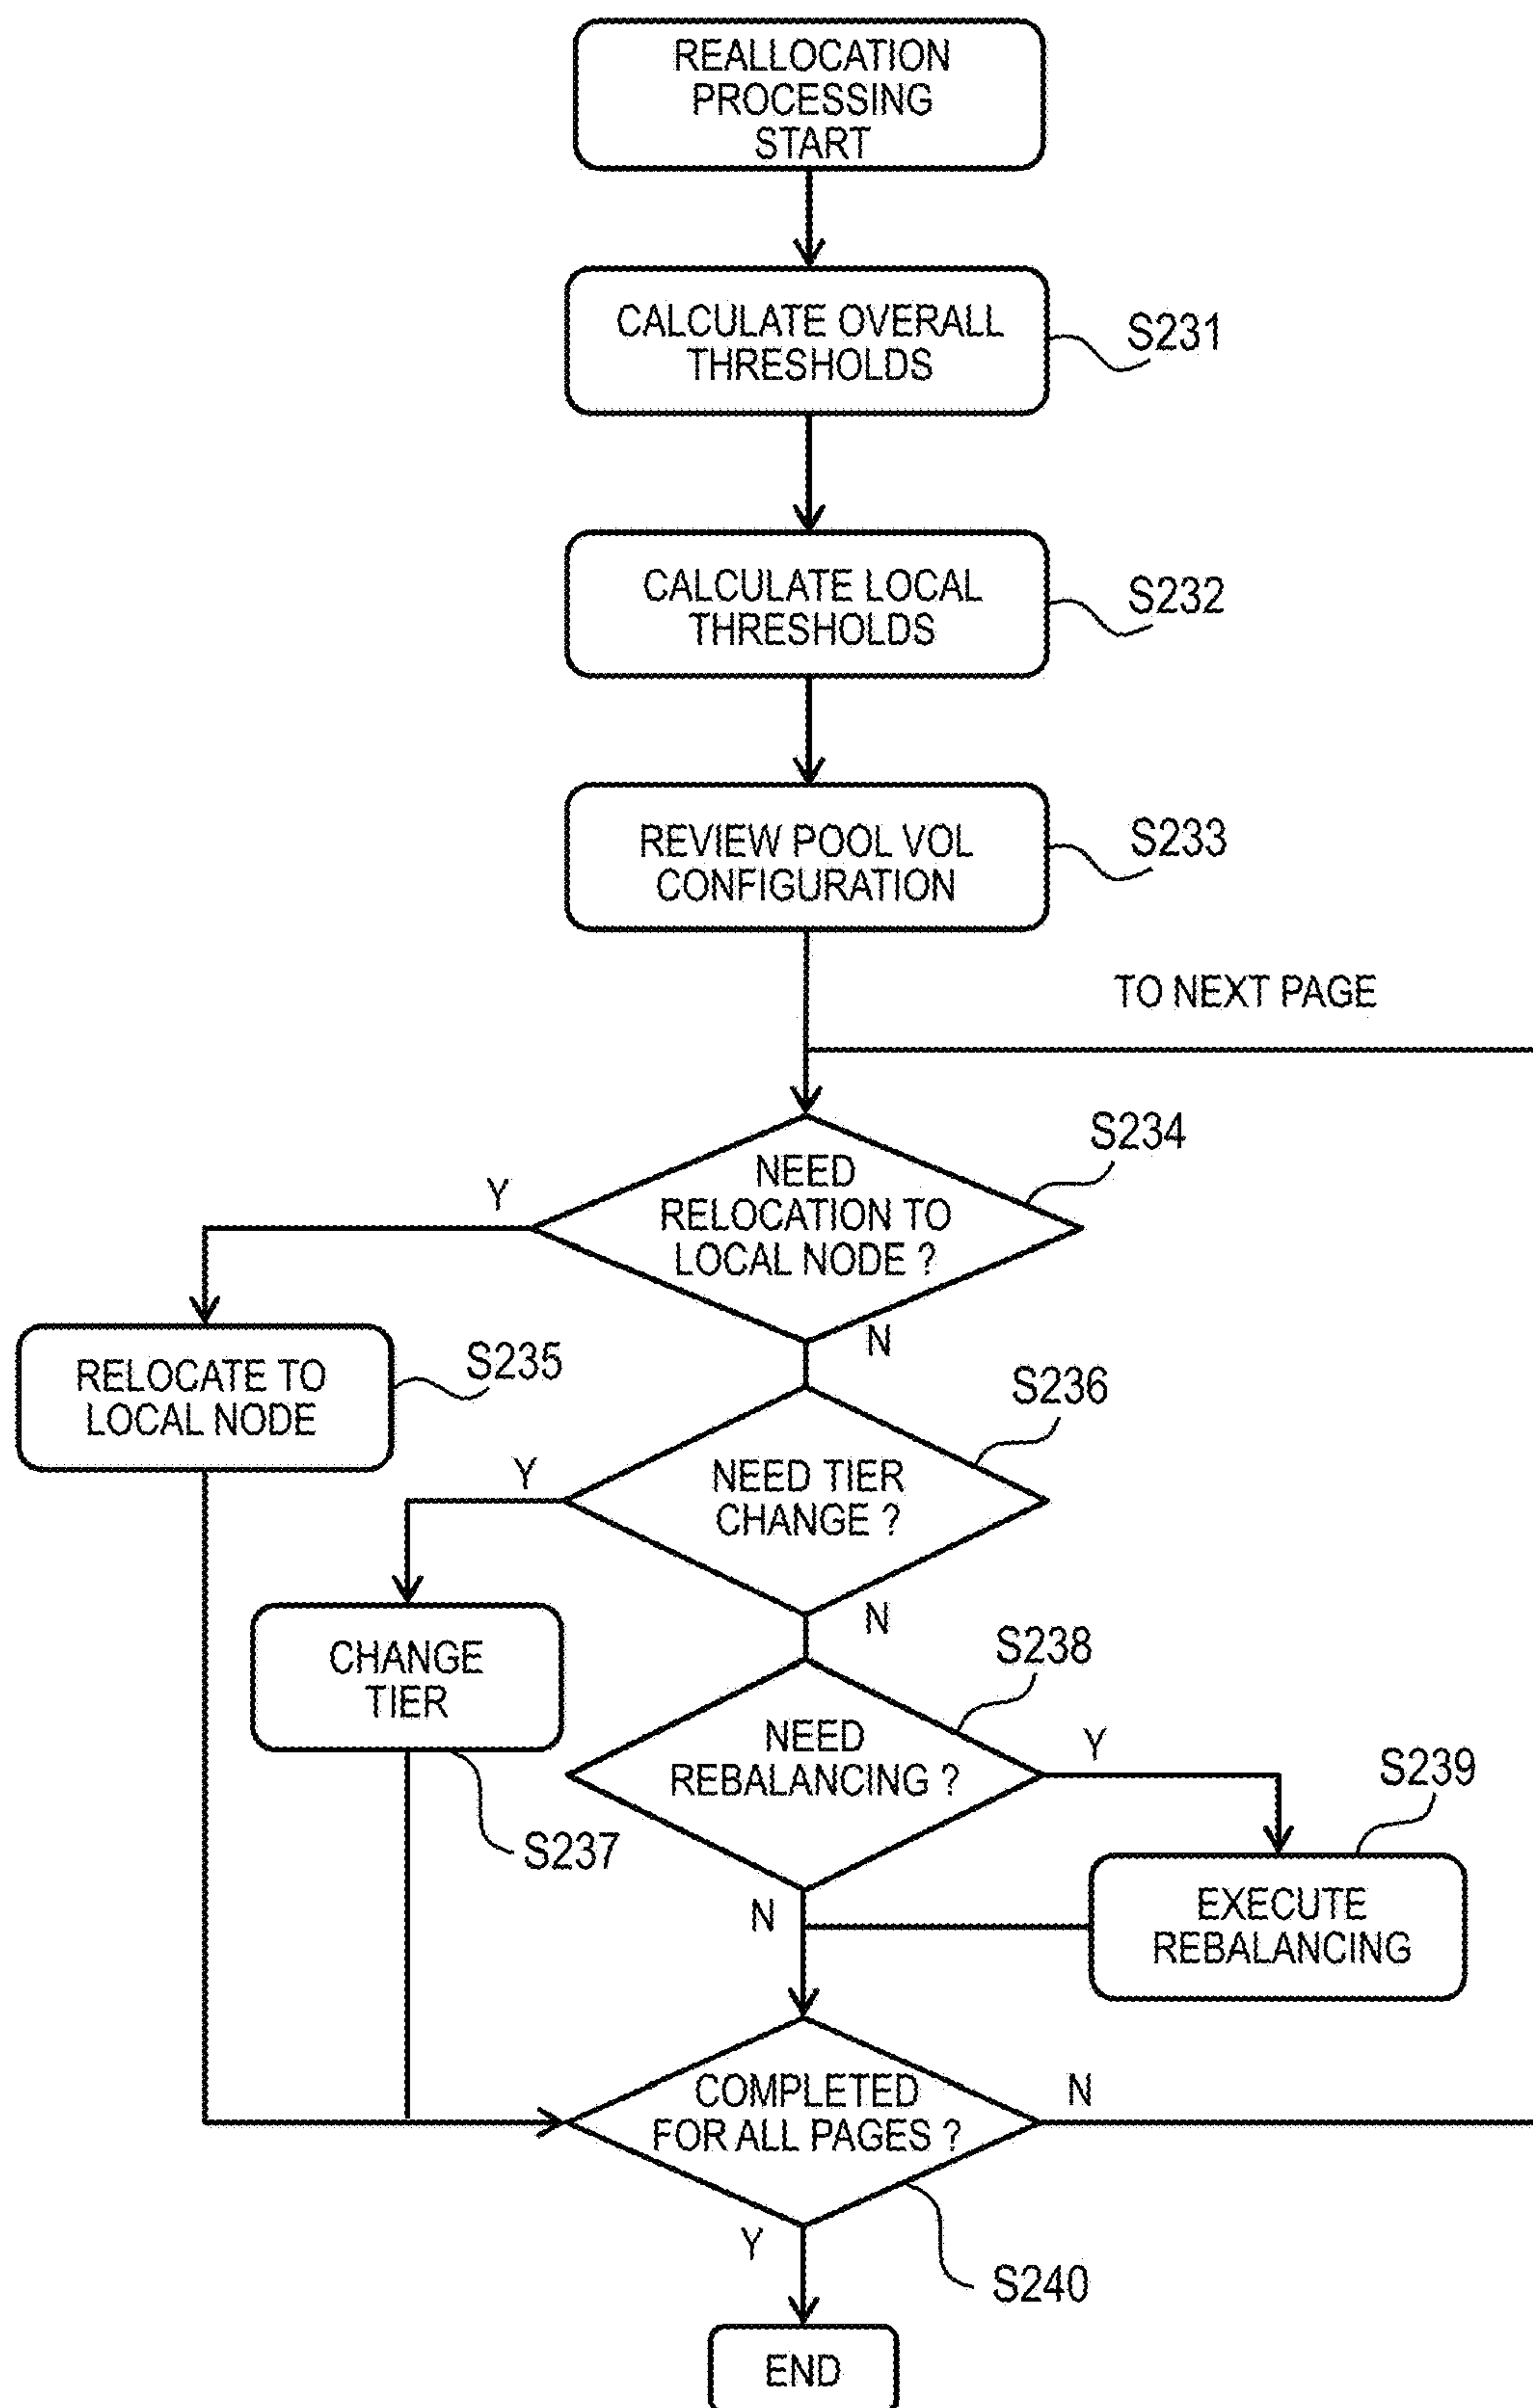 REALLOCATION
PROCESSING
START
CALCULATE OVERALL
THRESHOLDS
S231
CALCULATE LOCAL
THRESHOLDS
S232
REVIEW POOL VOL
CONFIGURATION
S233
TO NEXT PAGE
S234
NEED
RELOCATION TO
LOCAL NODE ?
Y
N
RELOCATE TO
LOCAL NODE
S235
S236
NEED TIER
CHANGE ?
Y
N
CHANGE
TIER
S237
S238
NEED
REBALANCING ?
Y
N
S239
EXECUTE
REBALANCING
COMPLETED
FOR ALL PAGES ?
N
Y
S240
END